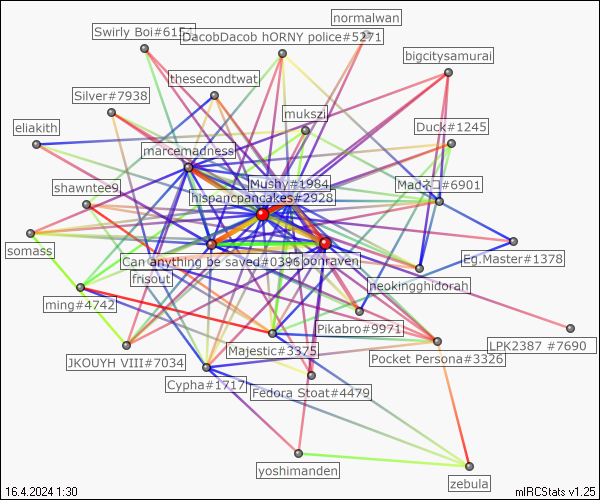 normalwan
Swirly Boi#6151
DacobDacob hORNY police#5271
bigcitysamurai
thesecondtwat
Silver#7938
mukszi
eliakith
Duck#1245
marcemadness
Mushy#1984
shawntee9
hispancpancakes#2928
Madネコ#6901
somass
Can anything be saved#0396
oonraven
Eg.Master#1378
frisout
neokingghidorah
ming#4742
Pikabro#9971
LPK2387 #7690
JKOUYH VIII#7034
Majestic#3375
Pocket Persona#3326
Cypha#1717
Fedora Stoat#4479
yoshimanden
zebula
16.4.2024 1:30
mIRCStats v1.25